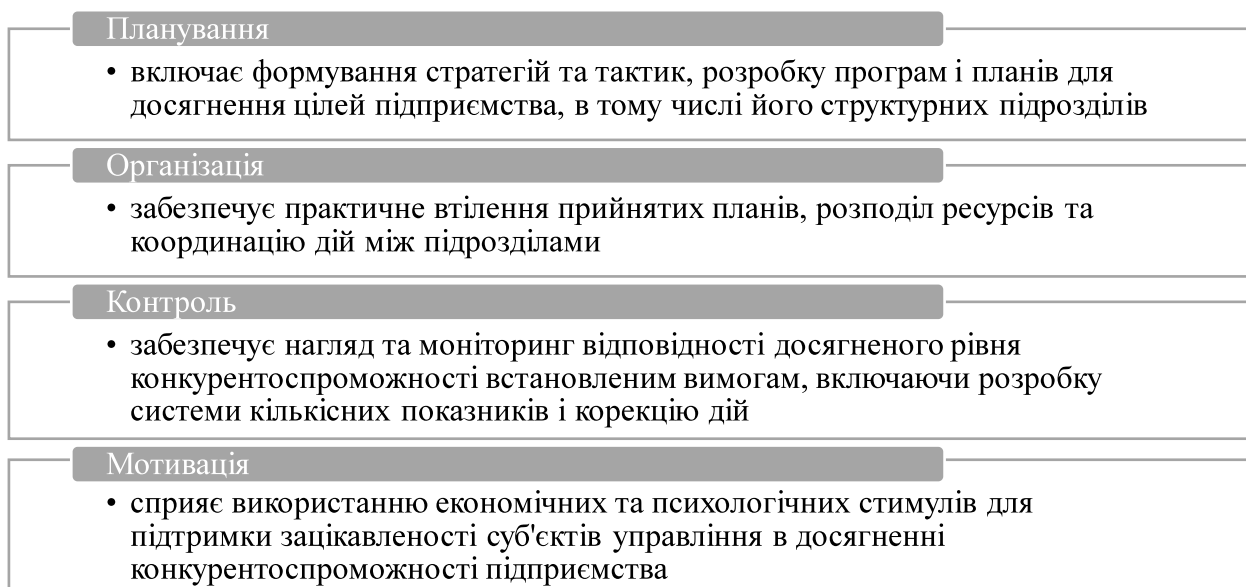 Планування
• включає формування стратегій та тактик, розробку програм і планів для
досягнення цілей підприємства, в тому числі його структурних підрозділів
Організація
• забезпечує практичне втілення прийнятих планів, розподіл ресурсів та
координацію дій між підрозділами
Контроль
• забезпечує нагляд та моніторинг відповідності досягненого рівня
конкурентоспроможності встановленим вимогам, включаючи розробку
системи кількісних показників і корекцію дій
Мотивація
• сприяє використанню економічних та психологічних стимулів для
підтримки зацікавленості суб'єктів управління в досягненні
конкурентоспроможності підприємства